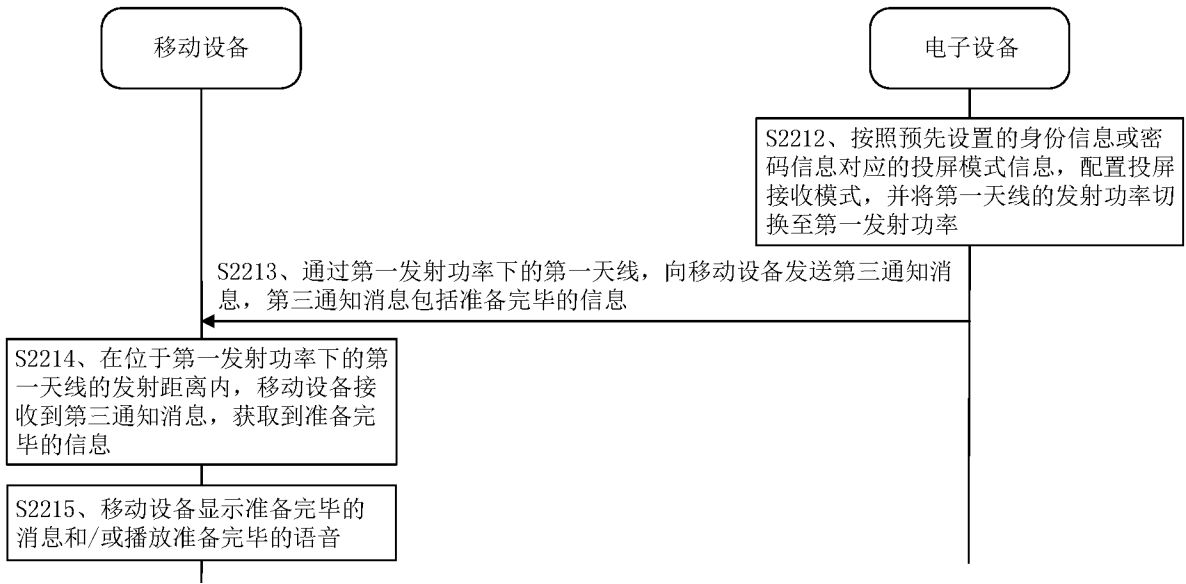 移动设备
电子设备
S2212、按照预先设置的身份信息或密
码信息对应的投屏模式信息，配置投屏
接收模式，并将第一天线的发射功率切
换至第一发射功率
S2213、通过第一发射功率下的第一天线，向移动设备发送第三通知消
息，第三通知消息包括准备完毕的信息
S2214、在位于第一发射功率下的第
一天线的发射距离内，移动设备接
收到第三通知消息，获取到准备完
毕的信息
S2215、移动设备显示准备完毕的
消息和/或播放准备完毕的语音